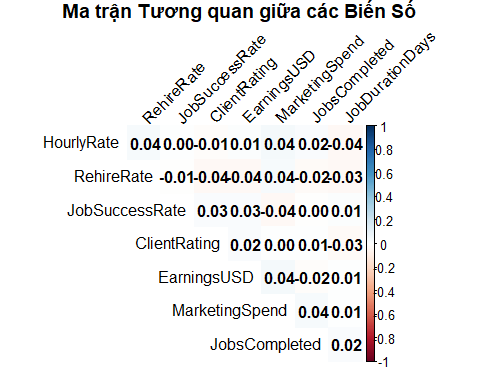 Ma trận Tương quan giữa các Biến Số
RehireRate
JobSuccessRate
ClientRating
EarningsUSD
MarketingSpend
JobsCompleted
JobDurationDays
HourlyRate 0.04 0.00 -0.01 0.01 0.04 0.02 -0.04
RehireRate -0.01 -0.04 -0.04 0.04 -0.02 -0.03
JobSuccessRate 0.03 0.03 -0.04 0.00 0.01
ClientRating 0.02 0.00 0.01 -0.03
EarningsUSD 0.04 -0.02 0.01
MarketingSpend 0.04 0.01
JobsCompleted 0.02
1
0.8
0.6
0.4
0.2
0
-0.2
-0.4
-0.6
-0.8
-1